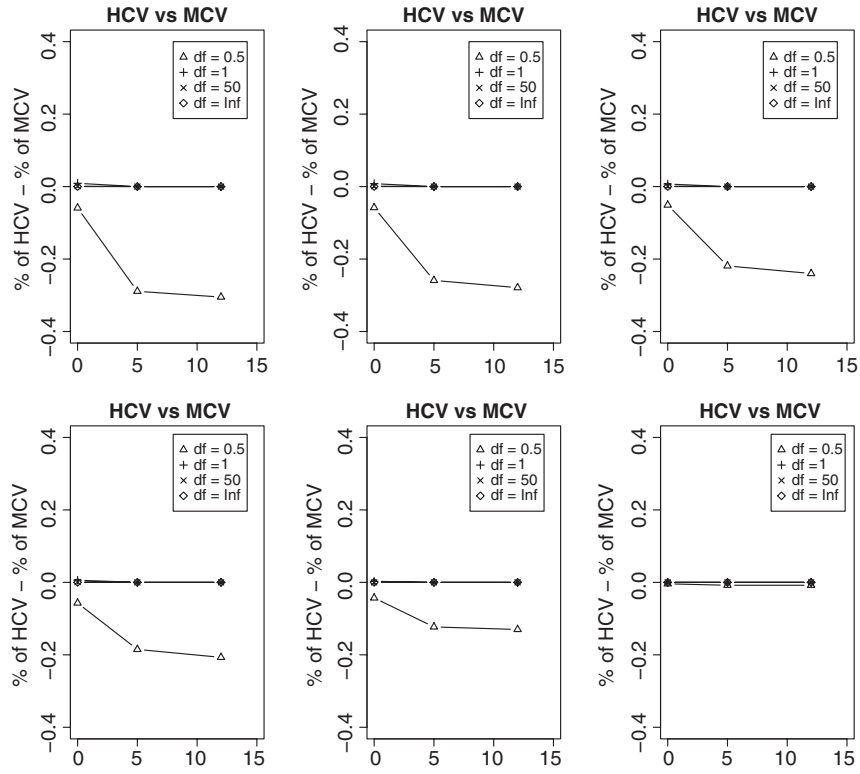 HCV vs MCV
% of HCV − % of MCV
0.4
0.2
0.0
−0.2
−0.4
df = 0.5
df = 1
df = 50
df = Inf
0 5 10 15
HCV vs MCV
% of HCV − % of MCV
0.4
0.2
0.0
−0.2
−0.4
df = 0.5
df = 1
df = 50
df = Inf
0 5 10 15
HCV vs MCV
% of HCV − % of MCV
0.4
0.2
0.0
−0.2
−0.4
df = 0.5
df = 1
df = 50
df = Inf
0 5 10 15
HCV vs MCV
% of HCV − % of MCV
0.4
0.2
0.0
−0.2
−0.4
df = 0.5
df = 1
df = 50
df = Inf
0 5 10 15
HCV vs MCV
% of HCV − % of MCV
0.4
0.2
0.0
−0.2
−0.4
df = 0.5
df = 1
df = 50
df = Inf
0 5 10 15
HCV vs MCV
% of HCV − % of MCV
0.4
0.2
0.0
−0.2
−0.4
df = 0.5
df = 1
df = 50
df = Inf
0 5 10 15